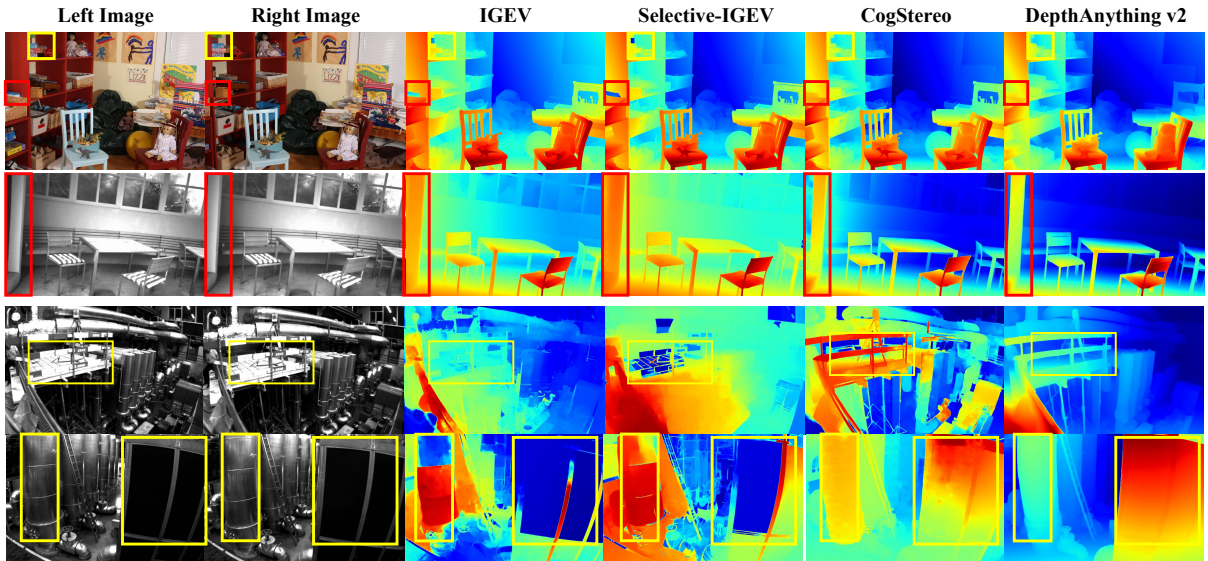 Left Image
Right Image
IGEV
Selective-IGEV
CogStereo
DepthAnything v2